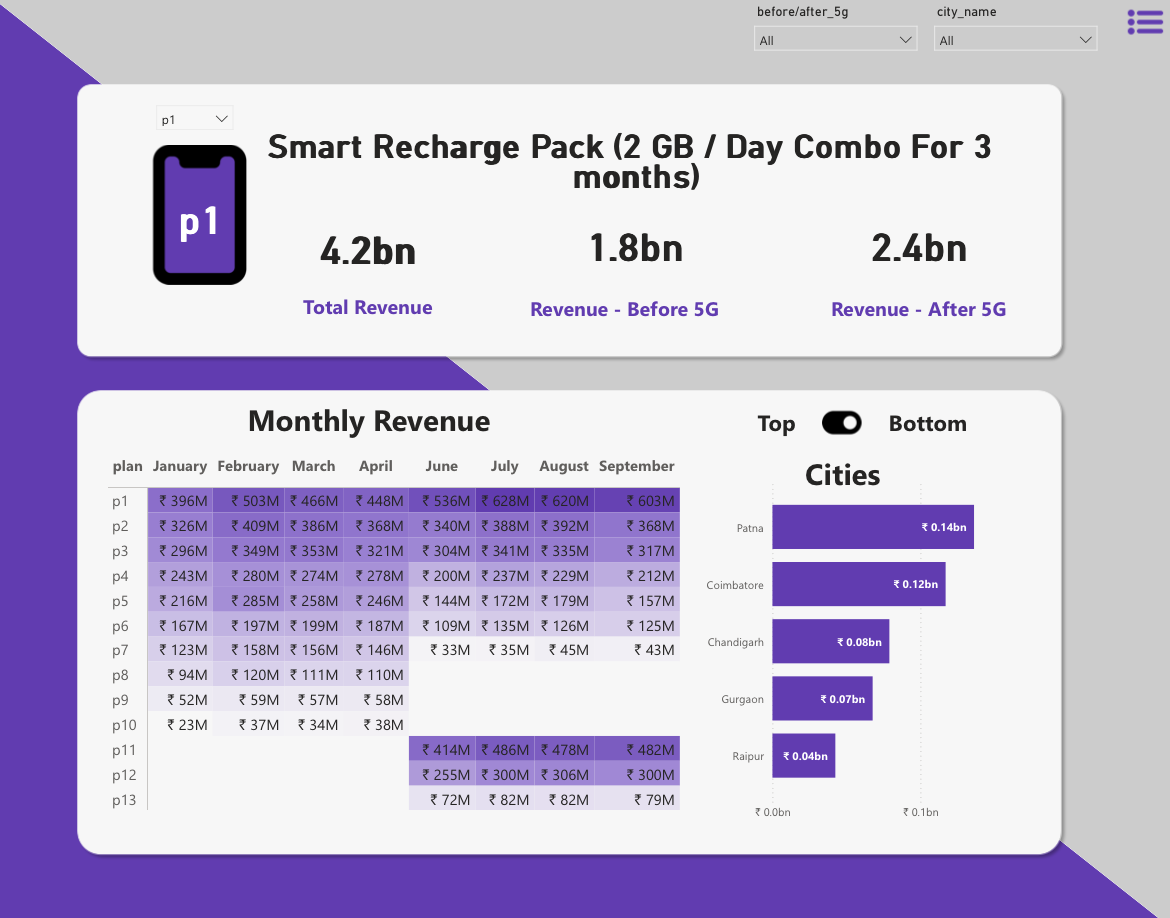 before/after_5g city_name
All All
p1
Smart Recharge Pack (2 GB / Day Combo For 3
months)
p1
4.2bn 1.8bn 2.4bn
Total Revenue Revenue - Before 5G Revenue - After 5G
Monthly Revenue
plan January February March April June July August September
p1 ₹ 396M ₹ 503M ₹ 466M ₹ 448M ₹ 536M ₹ 628M ₹ 620M ₹ 603M
p2 ₹ 326M ₹ 409M ₹ 386M ₹ 368M ₹ 340M ₹ 388M ₹ 392M ₹ 368M
p3 ₹ 296M ₹ 349M ₹ 353M ₹ 321M ₹ 304M ₹ 341M ₹ 335M ₹ 317M
p4 ₹ 243M ₹ 280M ₹ 274M ₹ 278M ₹ 200M ₹ 237M ₹ 229M ₹ 212M
p5 ₹ 216M ₹ 285M ₹ 258M ₹ 246M ₹ 144M ₹ 172M ₹ 179M ₹ 157M
p6 ₹ 167M ₹ 197M ₹ 199M ₹ 187M ₹ 109M ₹ 135M ₹ 126M ₹ 125M
p7 ₹ 123M ₹ 158M ₹ 156M ₹ 146M ₹ 33M ₹ 35M ₹ 45M ₹ 43M
p8 ₹ 94M ₹ 120M ₹ 111M ₹ 110M
p9 ₹ 52M ₹ 59M ₹ 57M ₹ 58M
p10 ₹ 23M ₹ 37M ₹ 34M ₹ 38M
p11 ₹ 414M ₹ 486M ₹ 478M ₹ 482M
p12 ₹ 255M ₹ 300M ₹ 306M ₹ 300M
p13 ₹ 72M ₹ 82M ₹ 82M ₹ 79M
Top Bottom
Cities
Patna ₹ 0.14bn
Coimbatore ₹ 0.12bn
Chandigarh ₹ 0.08bn
Gurgaon ₹ 0.07bn
Raipur ₹ 0.04bn
₹ 0.0bn ₹ 0.1bn